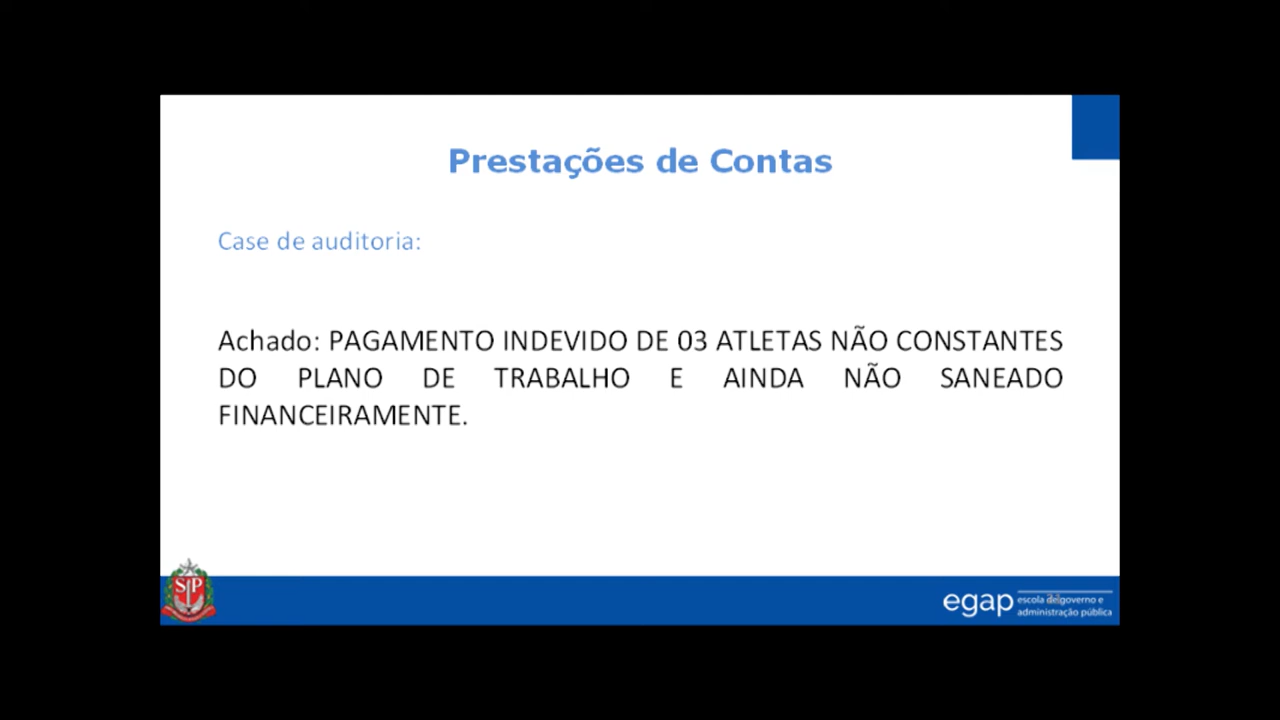 Prestações de Contas
Case de auditoria:
Achado: PAGAMENTO INDEVIDO DE 03 ATLETAS NÃO CONSTANTES
DO PLANO DE TRABALHO E AINDA NÃO SANEADO
FINANCEIRAMENTE.
SP
egap
escola de governo e
administração pública